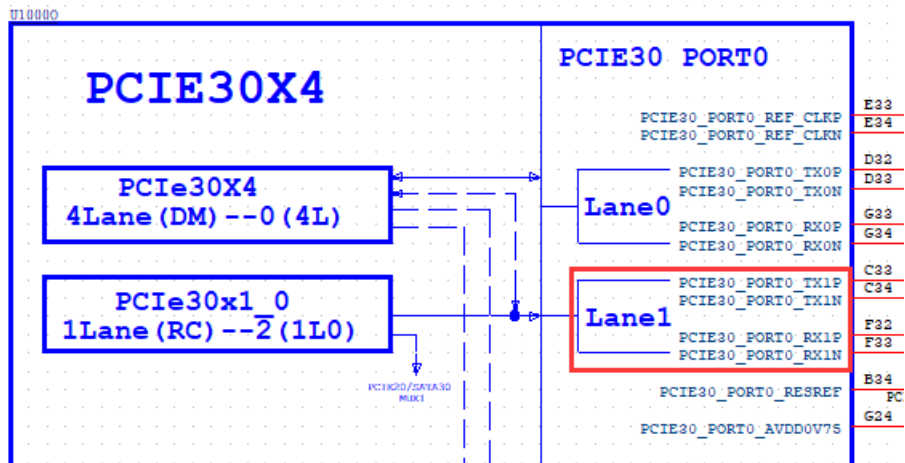 U1000O
PCIE30X4
PCIE30 PORT0
PCIE30_PORT0_REF_CLKP
E33
PCIE30_PORT0_REF_CLKN
E34
PCIe30X4
4Lane(DM)--0(4L)
Lane0
PCIE30_PORT0_TX0P
D32
PCIE30_PORT0_TX0N
D33
PCIE30_PORT0_RX0P
G33
PCIE30_PORT0_RX0N
G34
PCIe30x1_0
1Lane(RC)--2(1L0)
PCIE20/SATA30
MUX1
Lane1
PCIE30_PORT0_TX1P
C33
PCIE30_PORT0_TX1N
C34
PCIE30_PORT0_RX1P
F32
PCIE30_PORT0_RX1N
F33
PCIE30_PORT0_RESREF
B34
PC
PCIE30_PORT0_AVDD0V75
G24